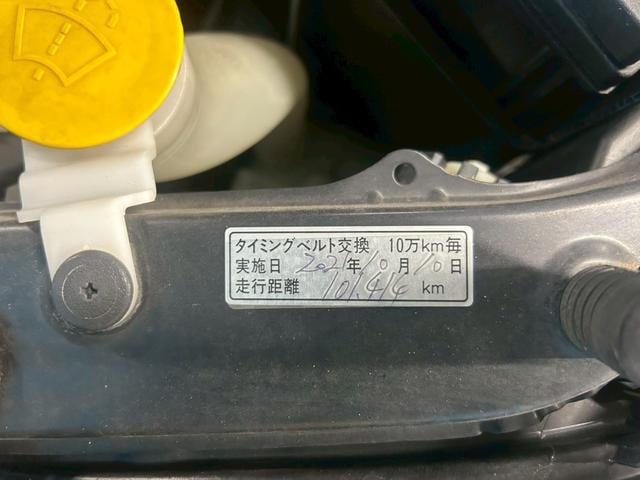 タイミングベルト交換 10万km毎
実施日 2021年10月10日
走行距離 101,414 km